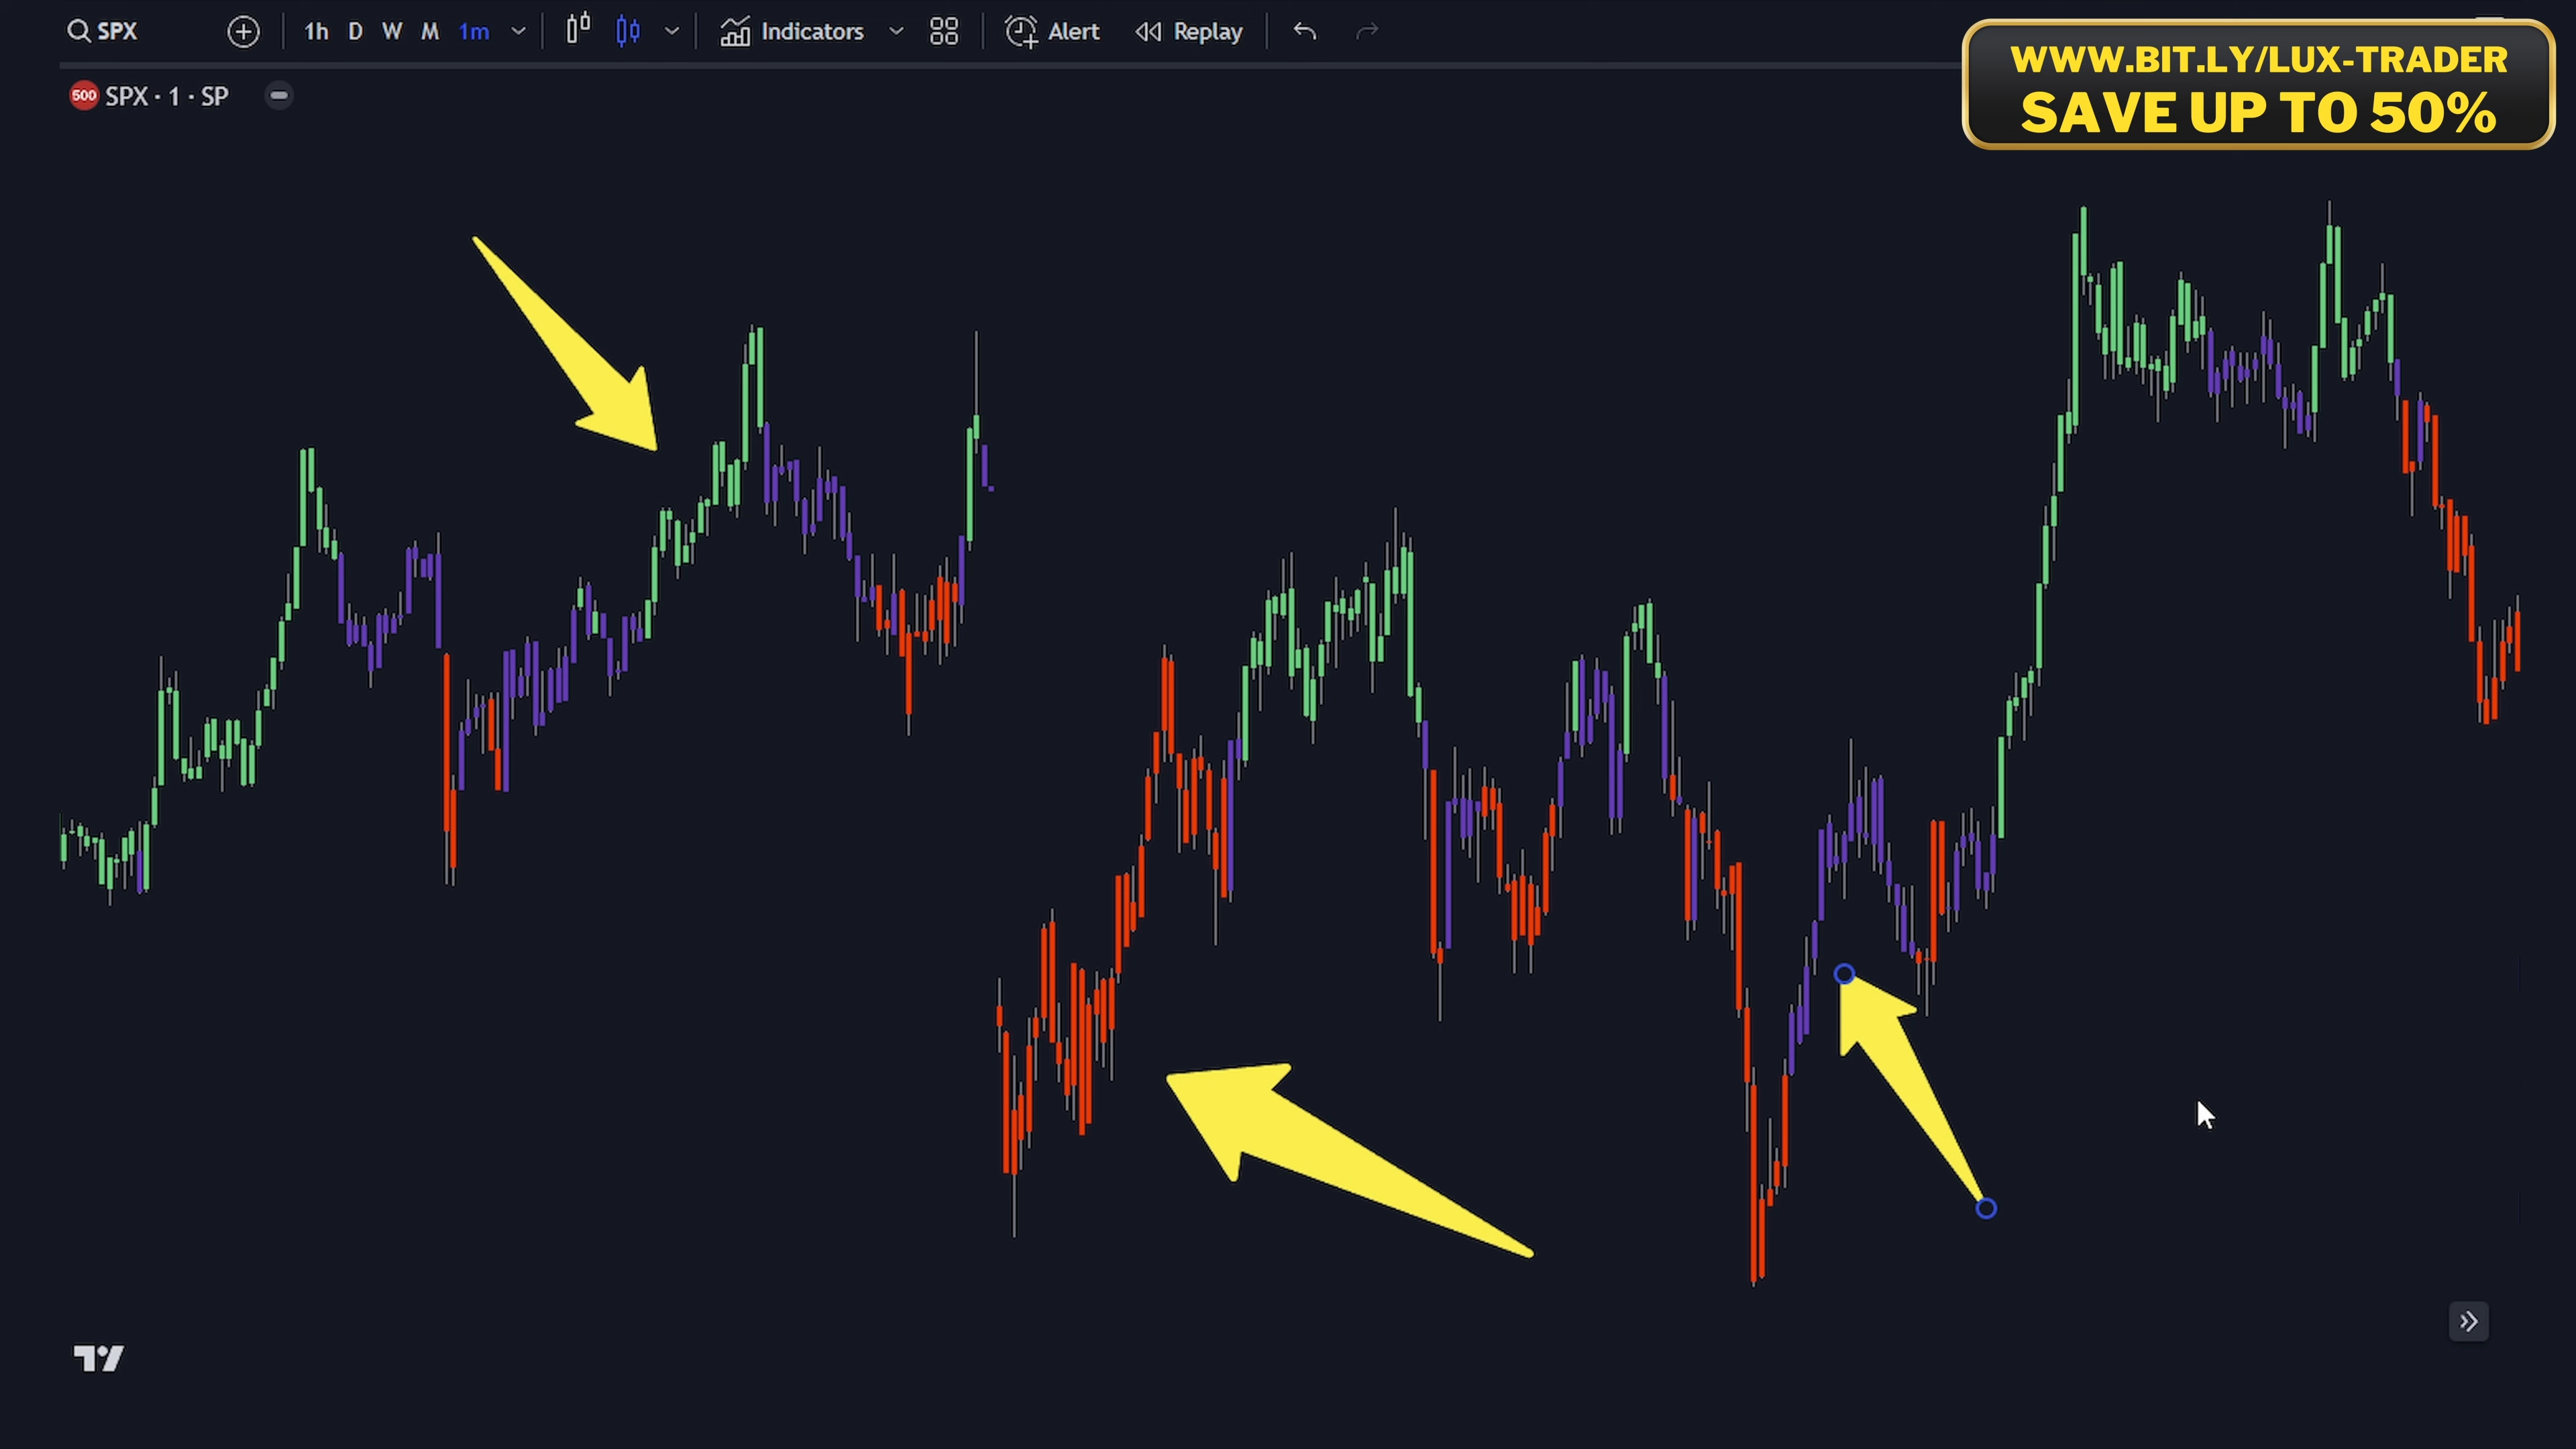 SPX
1h D W M 1m
Indicators
Alert
Replay
WWW.BIT.LY/LUX-TRADER
SAVE UP TO 50%
500 SPX · 1 · SP